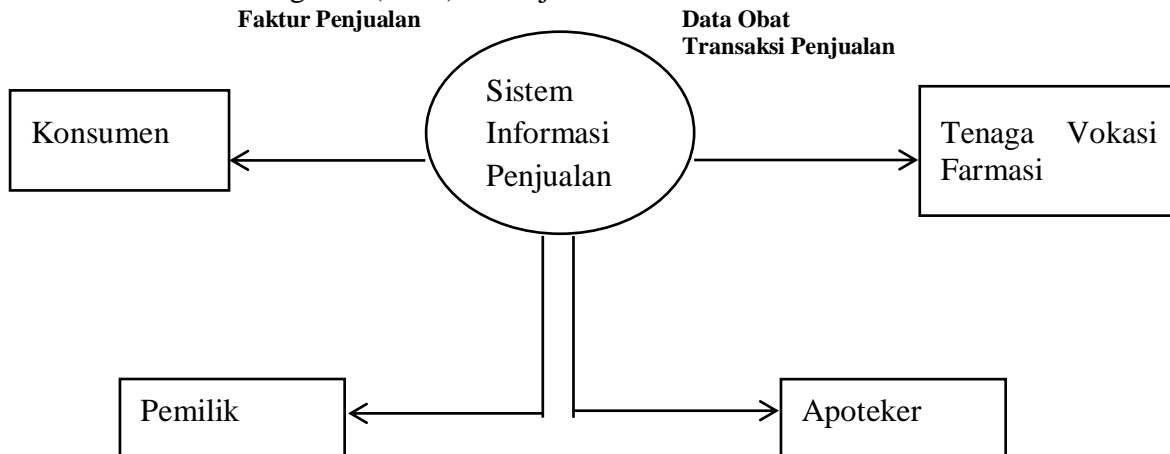 Faktur Penjualan
Data Obat
Transaksi Penjualan
Konsumen
Sistem
Informasi
Penjualan
Tenaga Vokasi
Farmasi
Pemilik
Apoteker